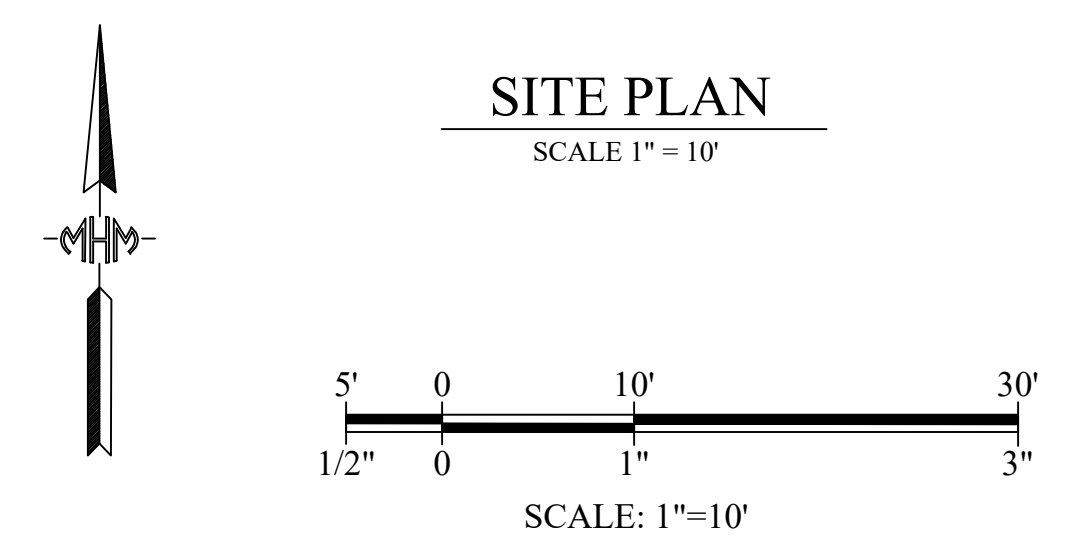 SITE PLAN
SCALE 1" = 10'
MHM
5' 0 10' 30'
1/2" 0 1" 3"
SCALE: 1"=10'